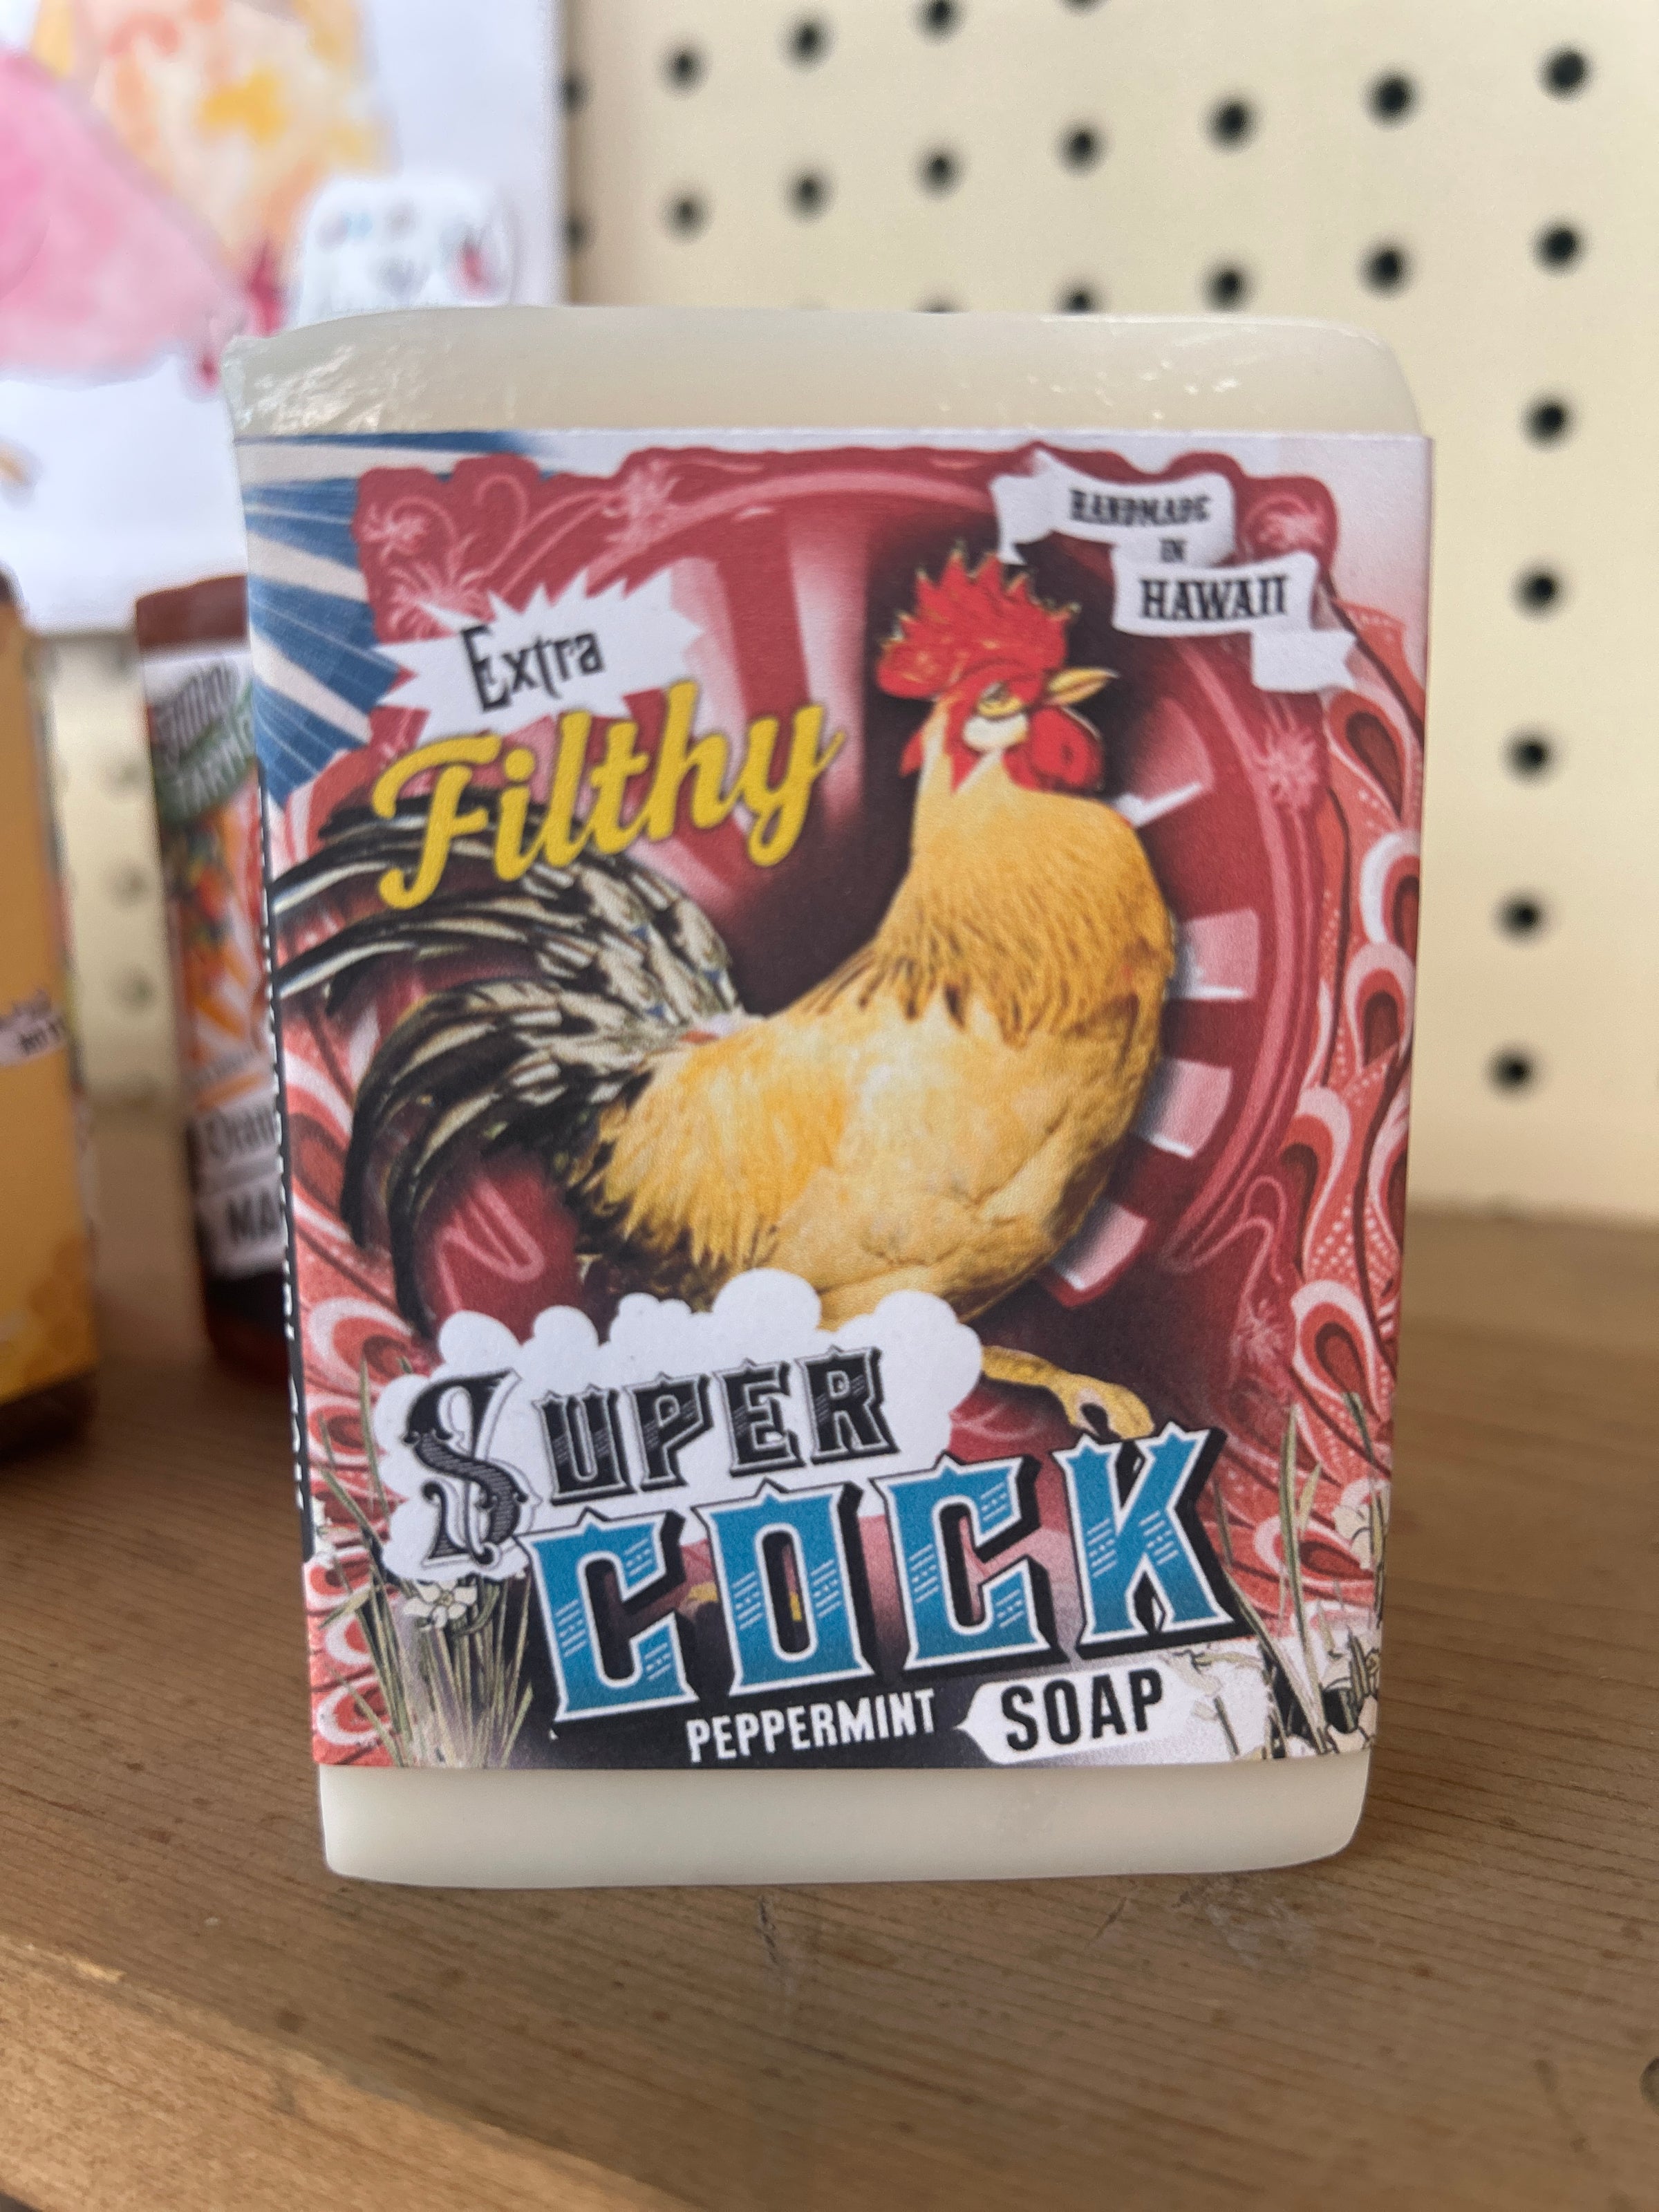 HANDMADE
IN
HAWAII
Extra
Filthy
SUPER
COCK
PEPPERMINT SOAP